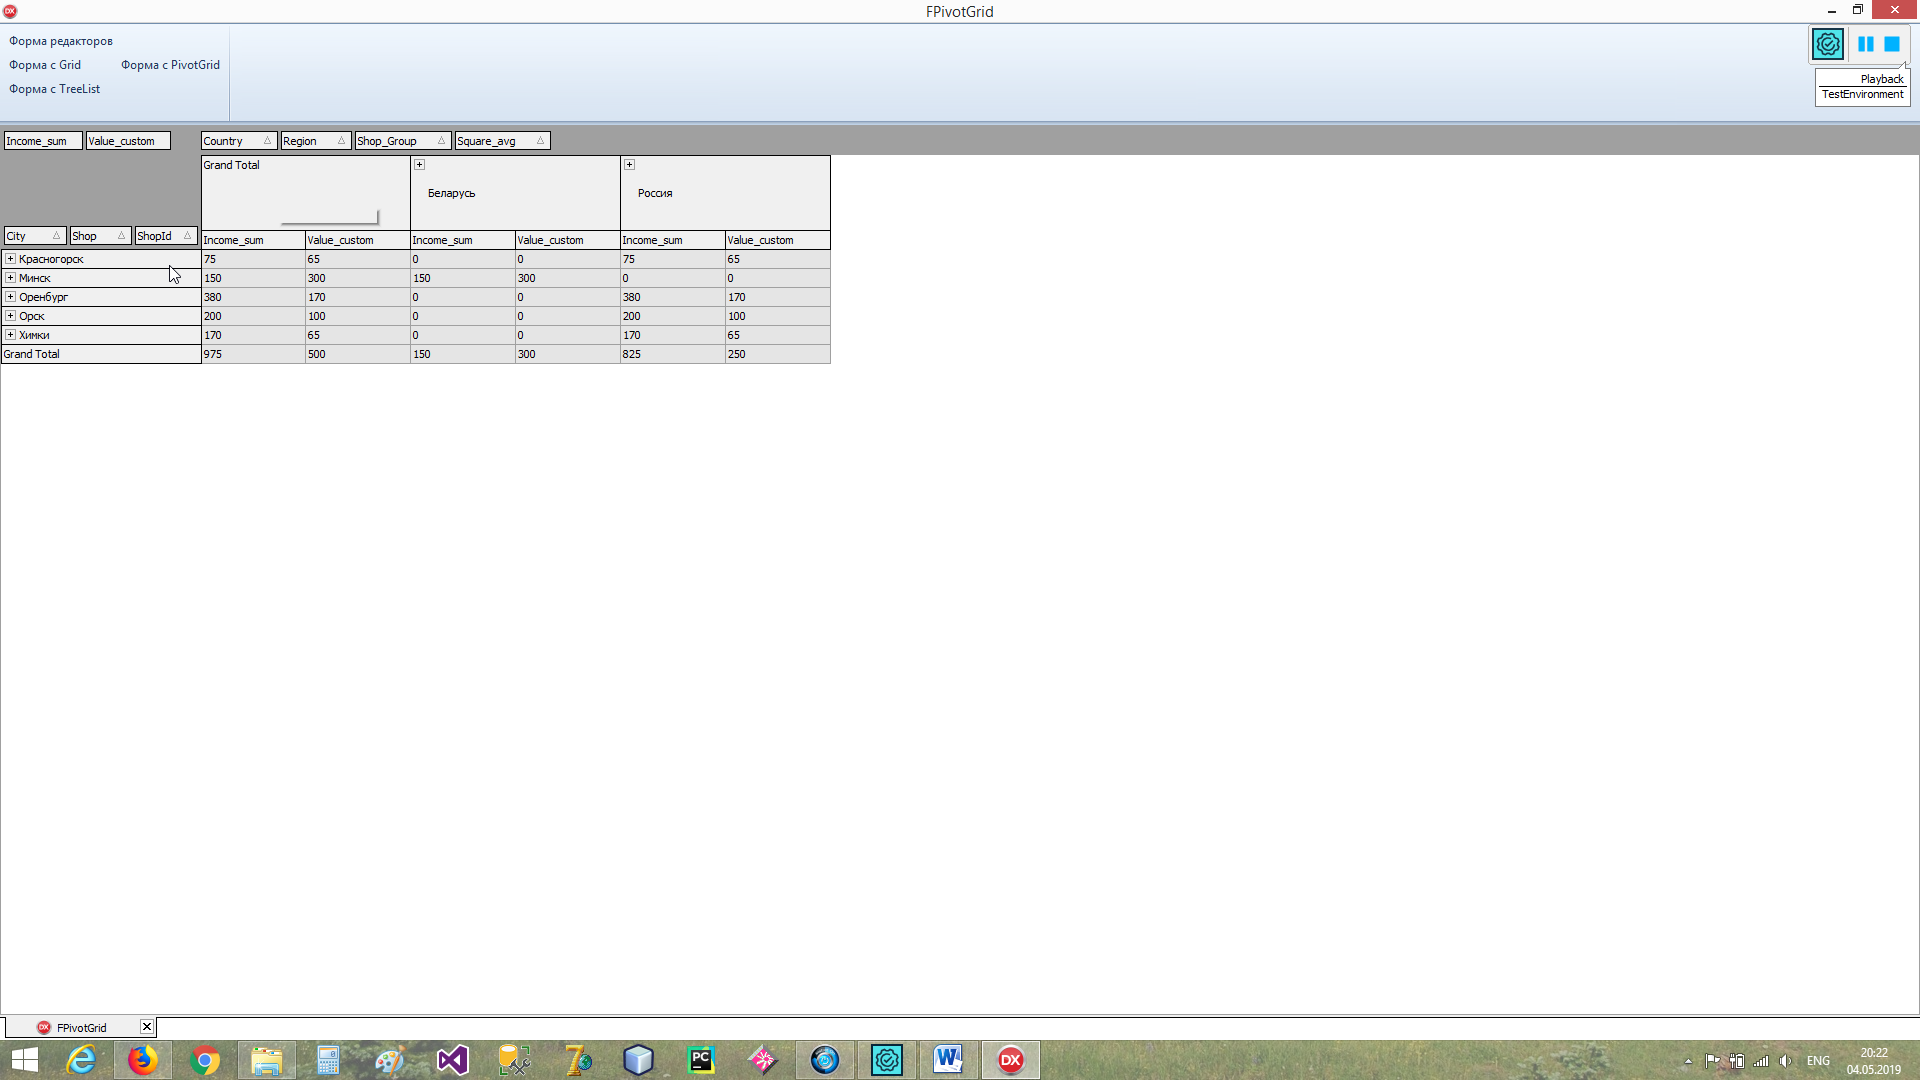 FPivotGrid
Форма редакторов
Форма с Grid Форма с PivotGrid
Форма с TreeList
Playback
TestEnvironment
Income_sum Value_custom Country Region Shop_Group Square_avg
Grand Total Беларусь Россия
City Shop ShopId
Income_sum Value_custom Income_sum Value_custom Income_sum Value_custom
Красногорск 75 65 0 0 75 65
Минск 150 300 150 300 0 0
Оренбург 380 170 0 0 380 170
Орск 200 100 0 0 200 100
Химки 170 65 0 0 170 65
Grand Total 975 500 150 300 825 250
DX FPivotGrid
PC DX ENG 20:22
04.05.2019